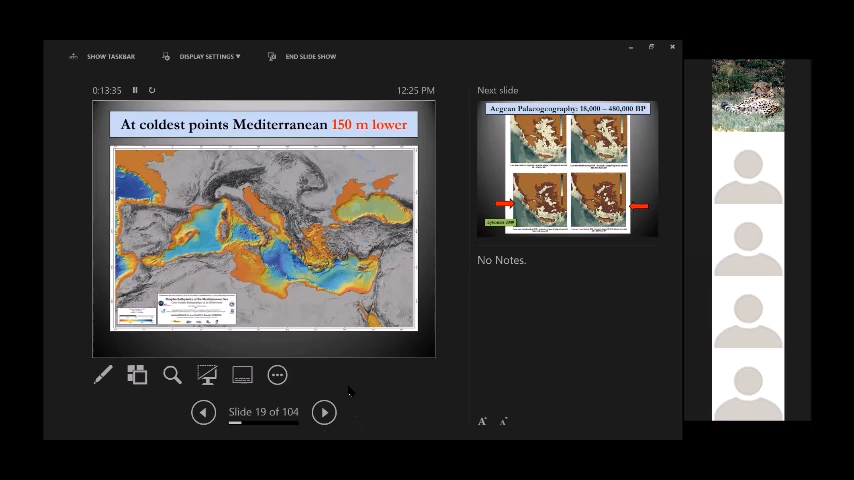 SHOW TASKBAR
DISPLAY SETTINGS ▼
END SLIDE SHOW
0:13:35
12:25 PM
At coldest points Mediterranean 150 m lower
Next slide
Aegean Palaeogeography: 18,000 – 480,000 BP
No Notes.
Slide 19 of 104